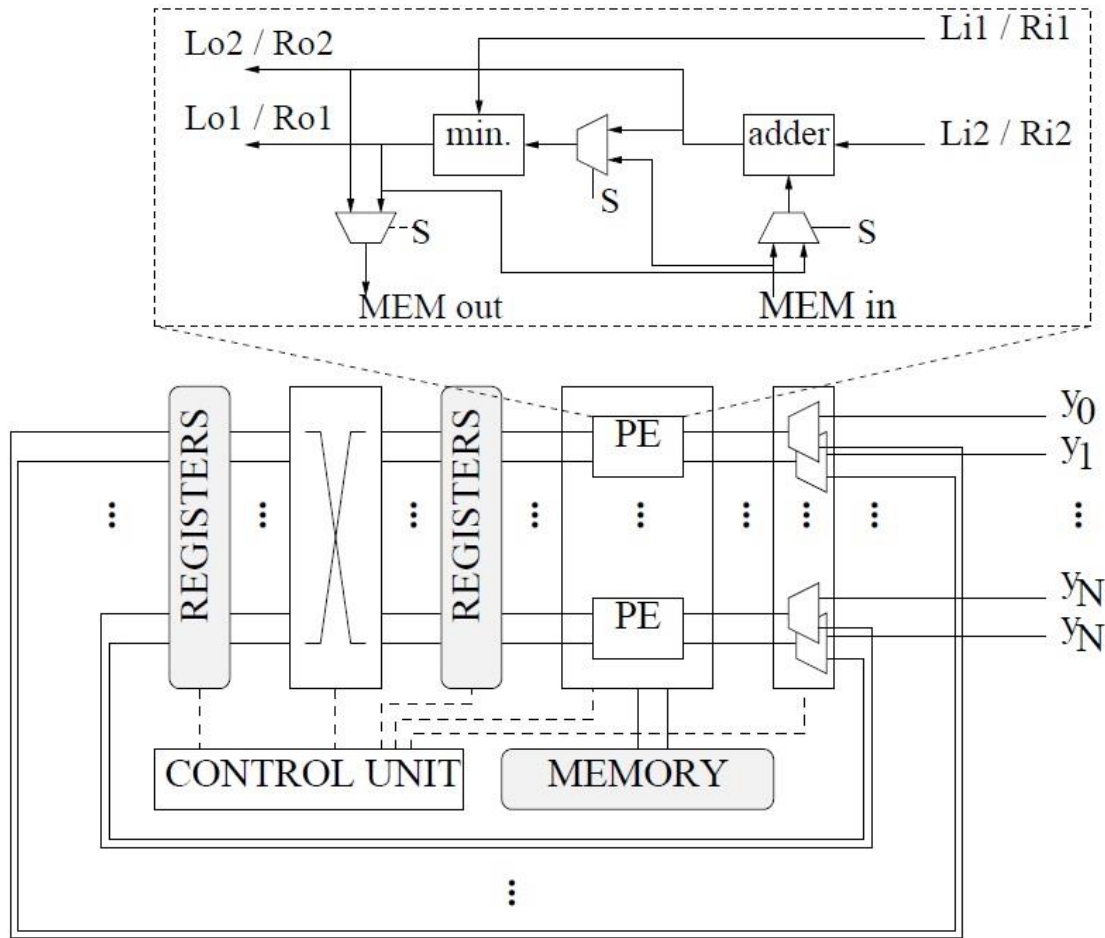 Lo2 / Ro2
Li1 / Ri1
Lo1 / Ro1
min.
adder
Li2 / Ri2
S
S
S
MEM out
MEM in
REGISTERS
REGISTERS
PE
y0
y1
...
...
...
...
...
...
...
...
...
PE
yN
yN
CONTROL UNIT
MEMORY
...